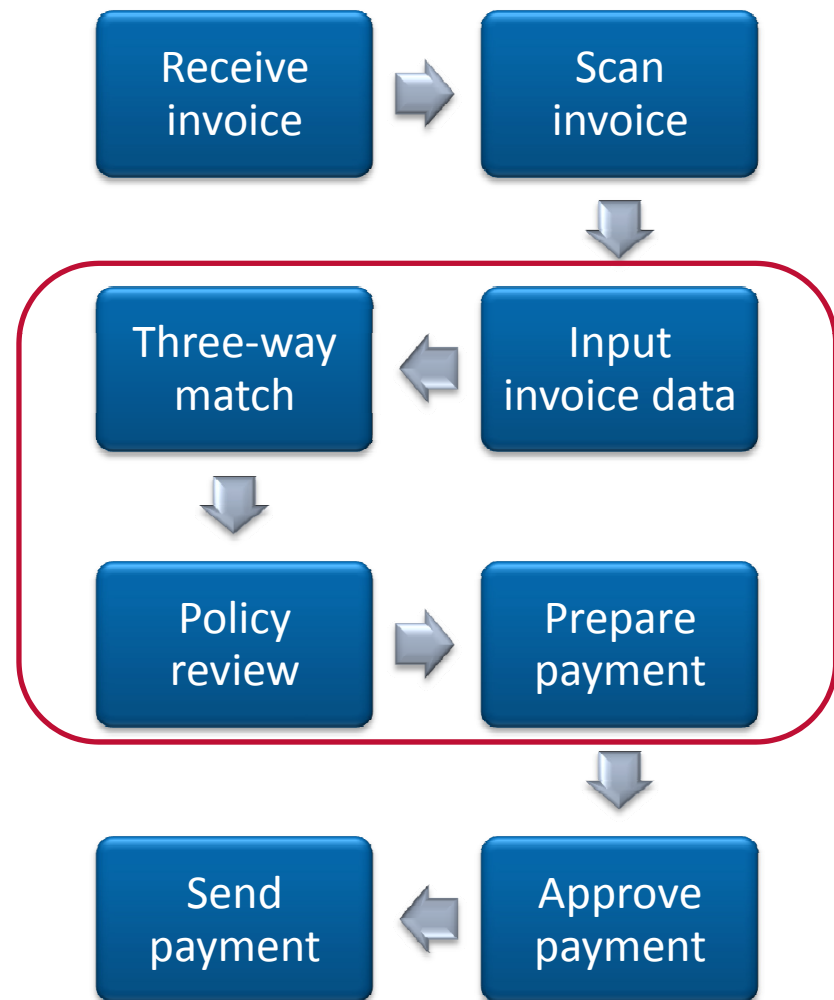 Receive
invoice
Scan
invoice
Input
invoice data
Three-way
match
Policy
review
Prepare
payment
Approve
payment
Send
payment